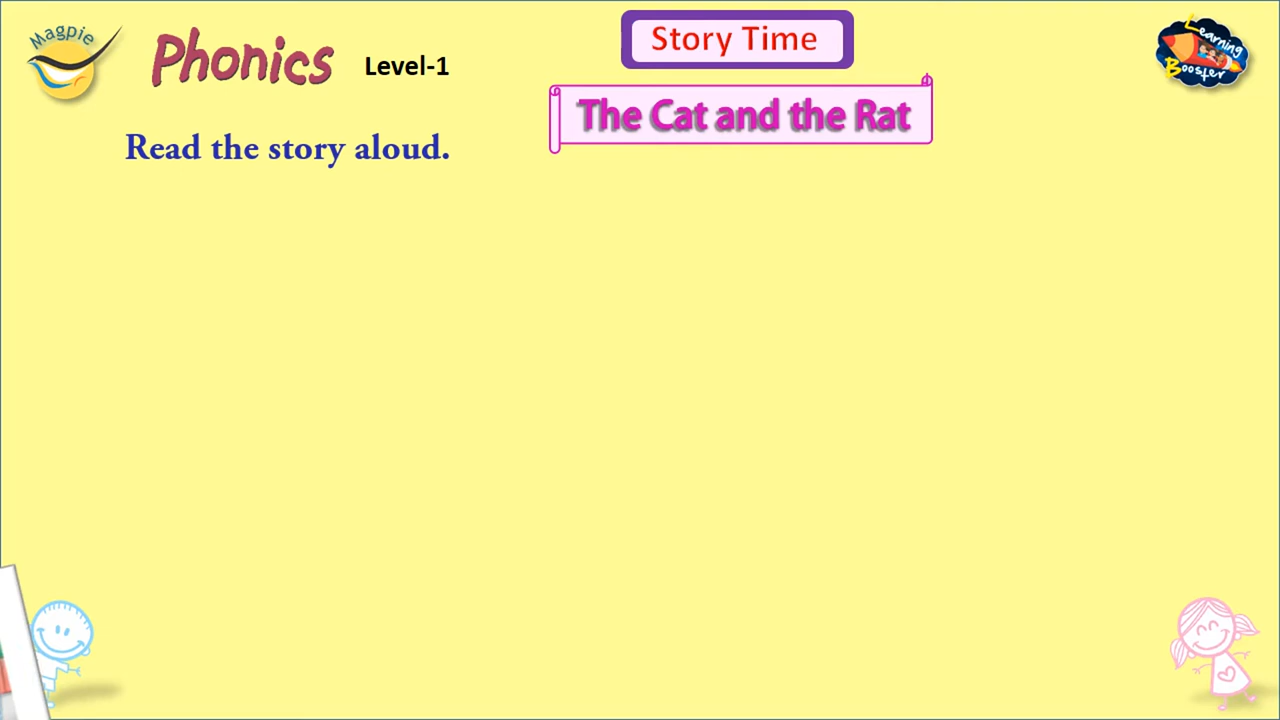 Magpie
Phonics Level-1
Story Time
Learning
Booster
The Cat and the Rat
Read the story aloud.